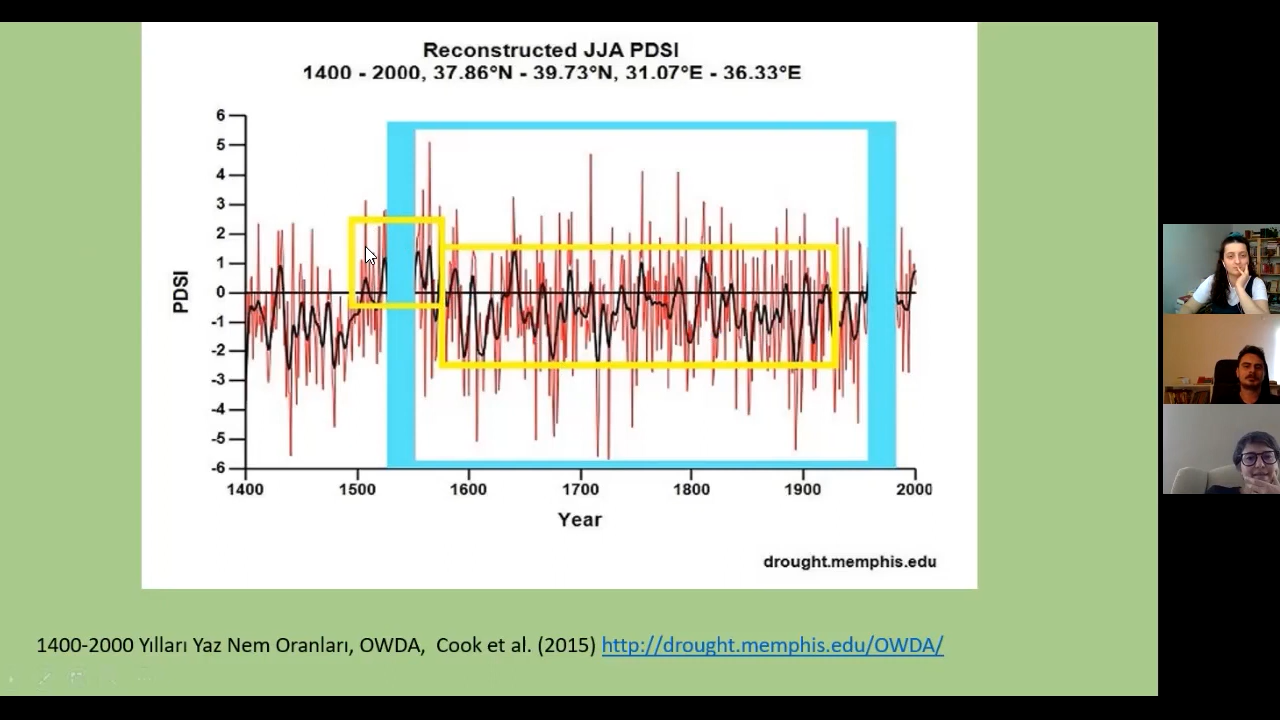 Reconstructed JJA PDSI
1400 - 2000, 37.86°N - 39.73°N, 31.07°E - 36.33°E
6
5
4
3
2
1
0
-1
-2
-3
-4
-5
-6
PDSI
1400 1500 1600 1700 1800 1900 2000
Year
drought.memphis.edu
1400-2000 Yılları Yaz Nem Oranları, OWDA, Cook et al. (2015) http://drought.memphis.edu/OWDA/